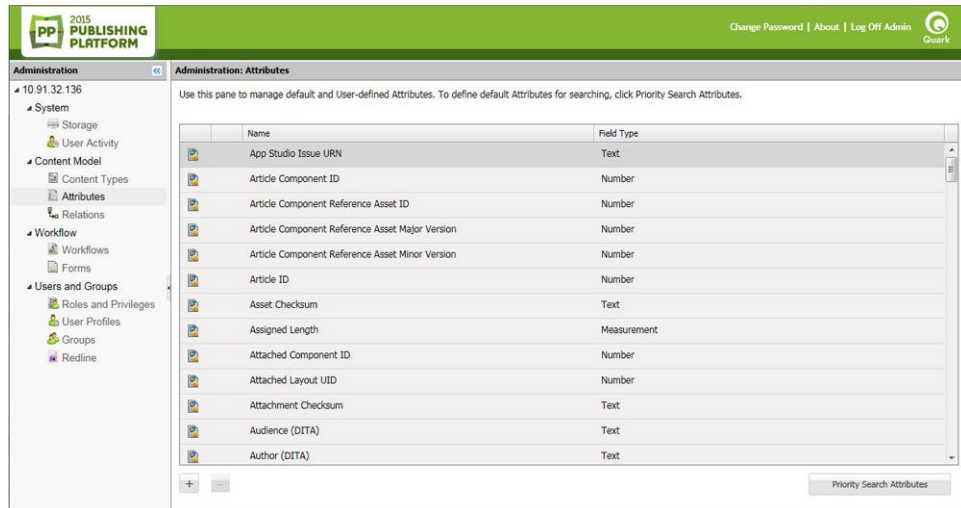 PP
2015
PUBLISHING
PLATFORM
Change Password | About | Log Off Admin
Quark
Administration
Administration: Attributes
10.91.32.136
System
Storage
User Activity
Content Model
Content Types
Attributes
Relations
Workflow
Workflows
Forms
Users and Groups
Roles and Privileges
User Profiles
Groups
Redline
Use this pane to manage default and User-defined Attributes. To define default Attributes for searching, click Priority Search Attributes.
Name Field Type
App Studio Issue URN Text
Article Component ID Number
Article Component Reference Asset ID Number
Article Component Reference Asset Major Version Number
Article Component Reference Asset Minor Version Number
Article ID Number
Asset Checksum Text
Assigned Length Measurement
Attached Component ID Number
Attached Layout UID Number
Attachment Checksum Text
Audience (DITA) Text
Author (DITA) Text
Priority Search Attributes